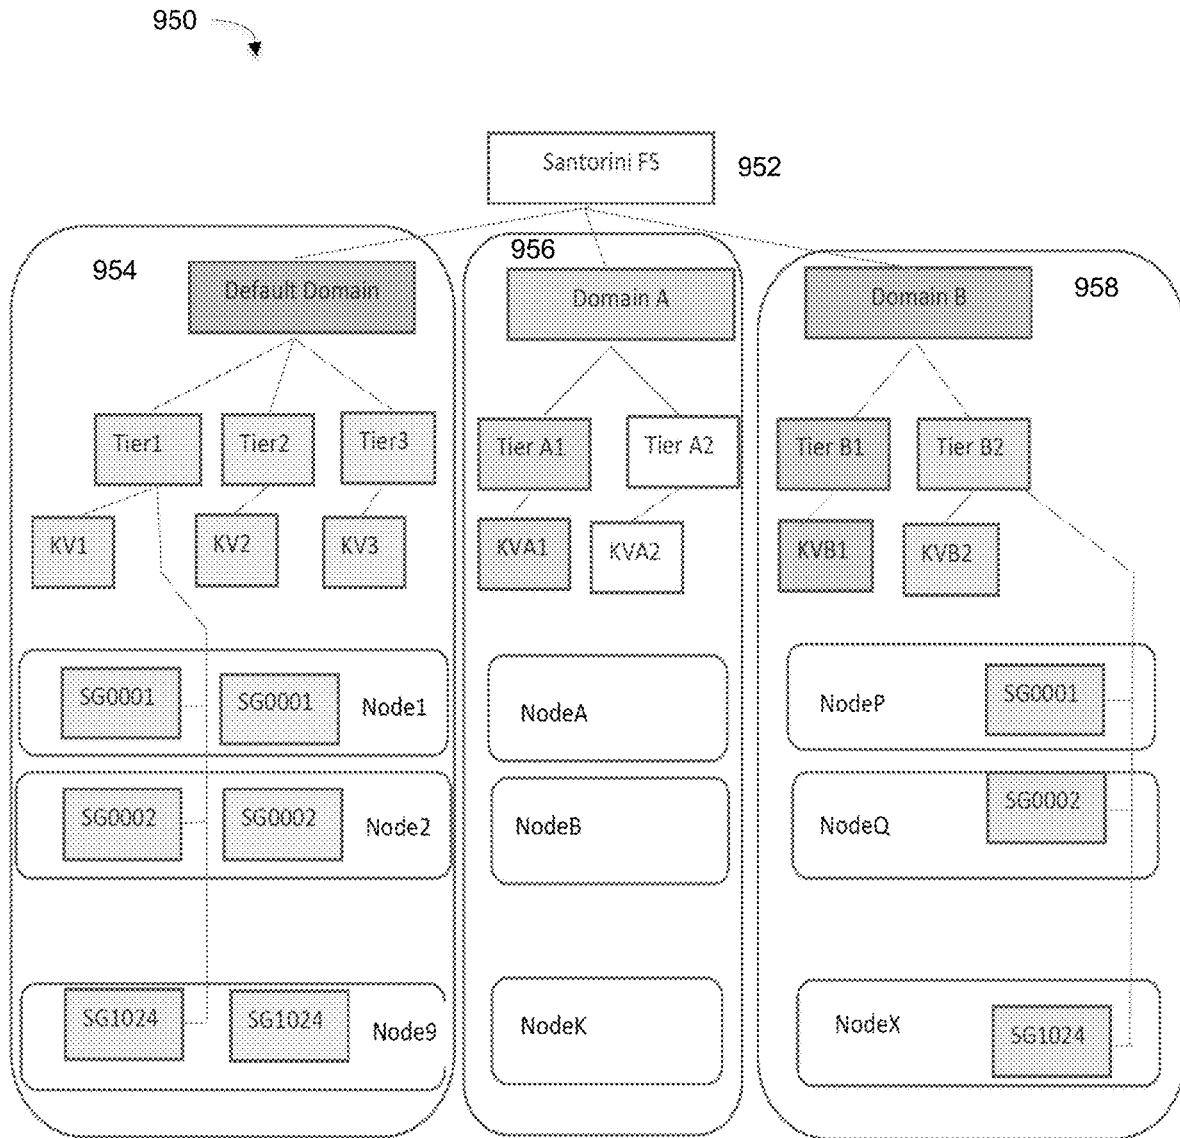 950
Santorini FS
952
954
Default Domain
956
Domain A
Domain B
958
Tier1
Tier2
Tier3
Tier A1
Tier A2
Tier B1
Tier B2
KV1
KV2
KV3
KVA1
KVA2
KVB1
KVB2
SG0001
SG0001
Node1
NodeA
NodeP
SG0001
SG0002
SG0002
Node2
NodeB
NodeQ
SG0002
SG1024
SG1024
Node9
NodeK
NodeX
SG1024